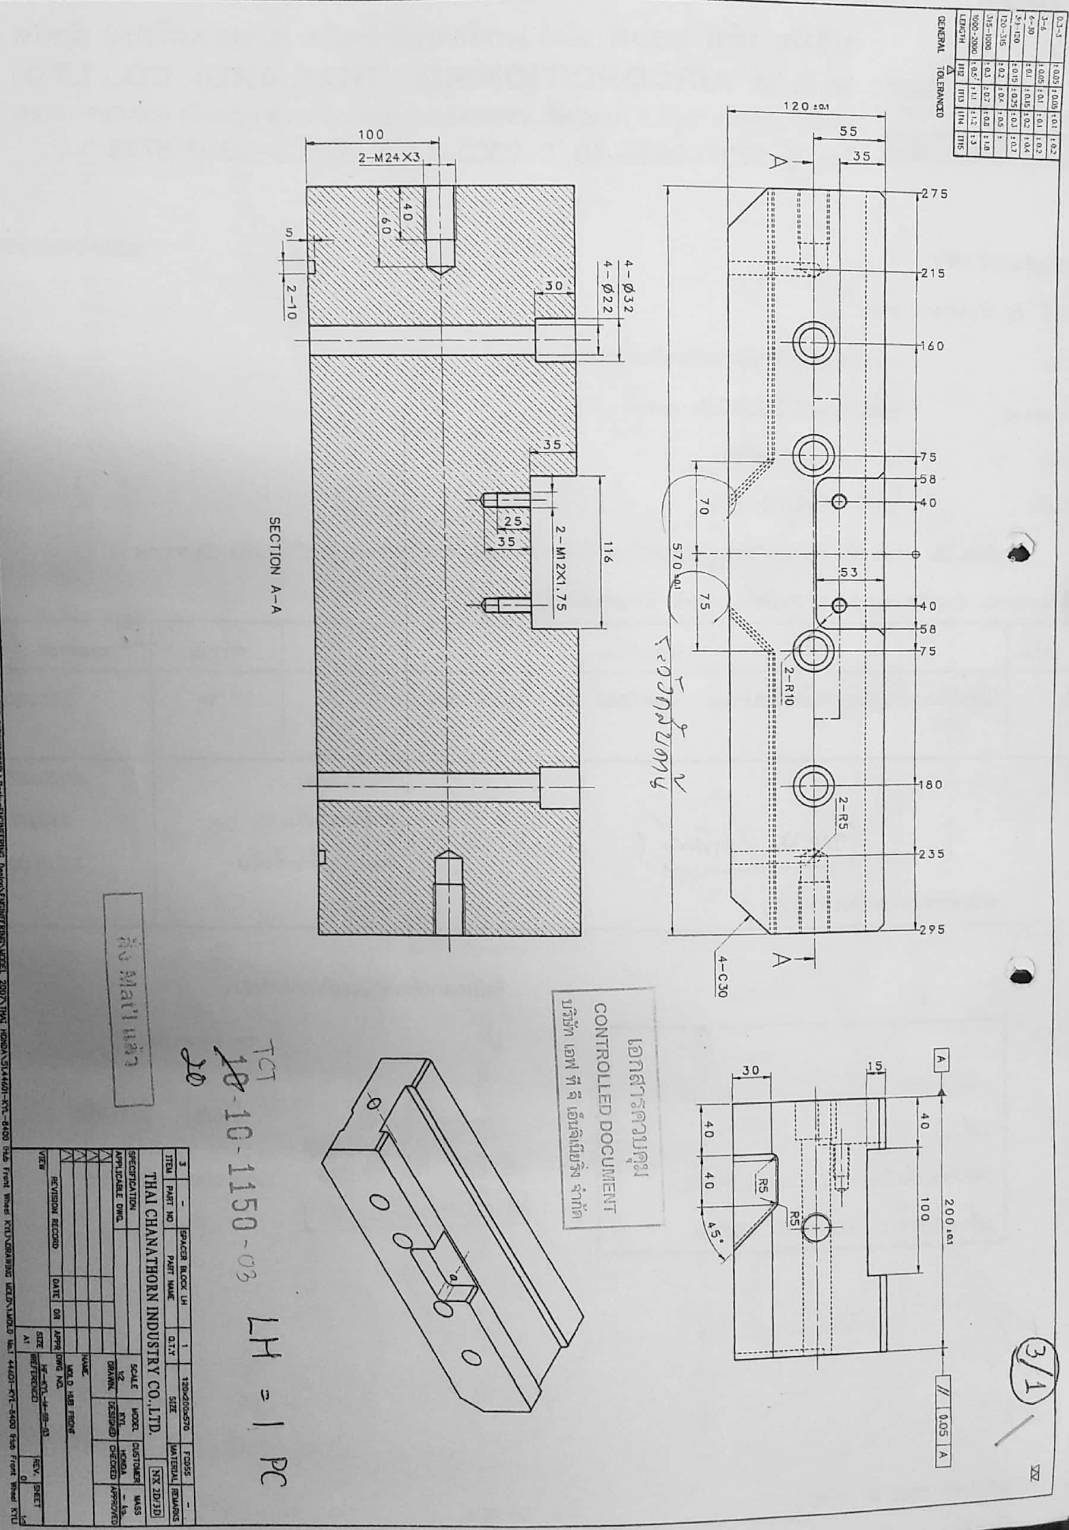 0.3-3 ±0.05 ±0.05 ±0.1 ±0.2
3-6 ±0.05 ±0.1 ±0.1 ±0.2
6-30 ±0.1 ±0.15 ±0.2 ±0.4
30-120 ±0.15 ±0.25 ±0.3 ±0.7
120-315 ±0.2 ±0.4 ±0.5 ±
315-1000 ±0.3 ±0.7 ±0.8 ±1.8
1000-2000 ±0.5 ±1.1 ±1.2 ±3
LENGTH IT12 IT13 IT14 IT15
GENERAL TOLERANCED
3/1
275 215 160 75 58 40 40 58 75 180 235 295
120 ±0.1
55
35
53
2-R5
2-R10
A
A
4-C30
70
75
570 ±0.1
ระวังกลับด้าน
A
200 ±0.1
// 0.05 A
40
100
15
R5
R5
30
40
40
45°
4-Ø32
4-Ø22
116
30
35
2-M12X1.75
25
35
2-M24X3
40
60
100
5
2-10
SECTION A-A
เอกสารควบคุม
CONTROLLED DOCUMENT
บริษัท เอฟ ที จี เอ็นจิเนียริ่ง จำกัด
TCT
10-10-1150-03
20
LH = 1 PC
สั่ง Mat'l แล้ว
3 - SPACER BLOCK LH 1 120x200x570 FCD55 -
ITEM PART NO PART NAME Q.T.Y SIZE MATERIAL REMARKS
THAI CHANATHORN INDUSTRY CO.,LTD. NX 2D/3D
SPECIFICATION
APPLICABLE DWG.
SCALE MODEL CUSTOMER MASS
1:2 KYL HONDA - kg.
DRAWN. DESIGNED CHECKED APPROVED
NAME.
MOLD HUB FRONT
REVISION RECORD DATE OR APPR
DWG NO.
VIEW
SIZE
A1
REFERENCED
REV.
0
SHEET